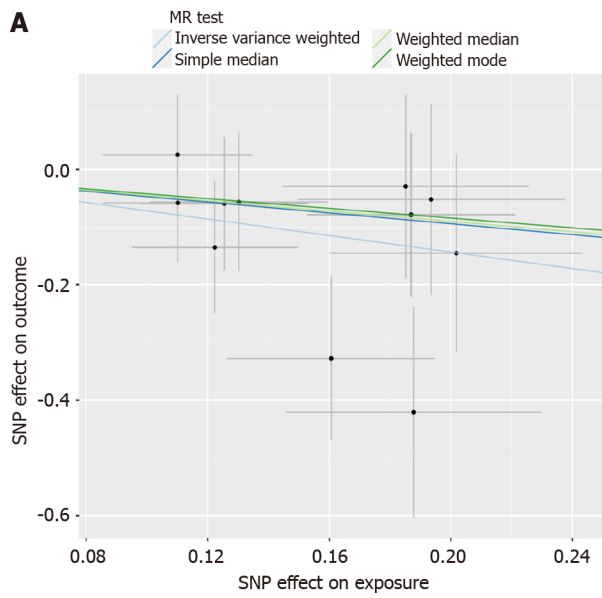 A
MR test
Inverse variance weighted
Weighted median
Simple median
Weighted mode
0.0
-0.2
-0.4
-0.6
SNP effect on outcome
0.08 0.12 0.16 0.20 0.24
SNP effect on exposure